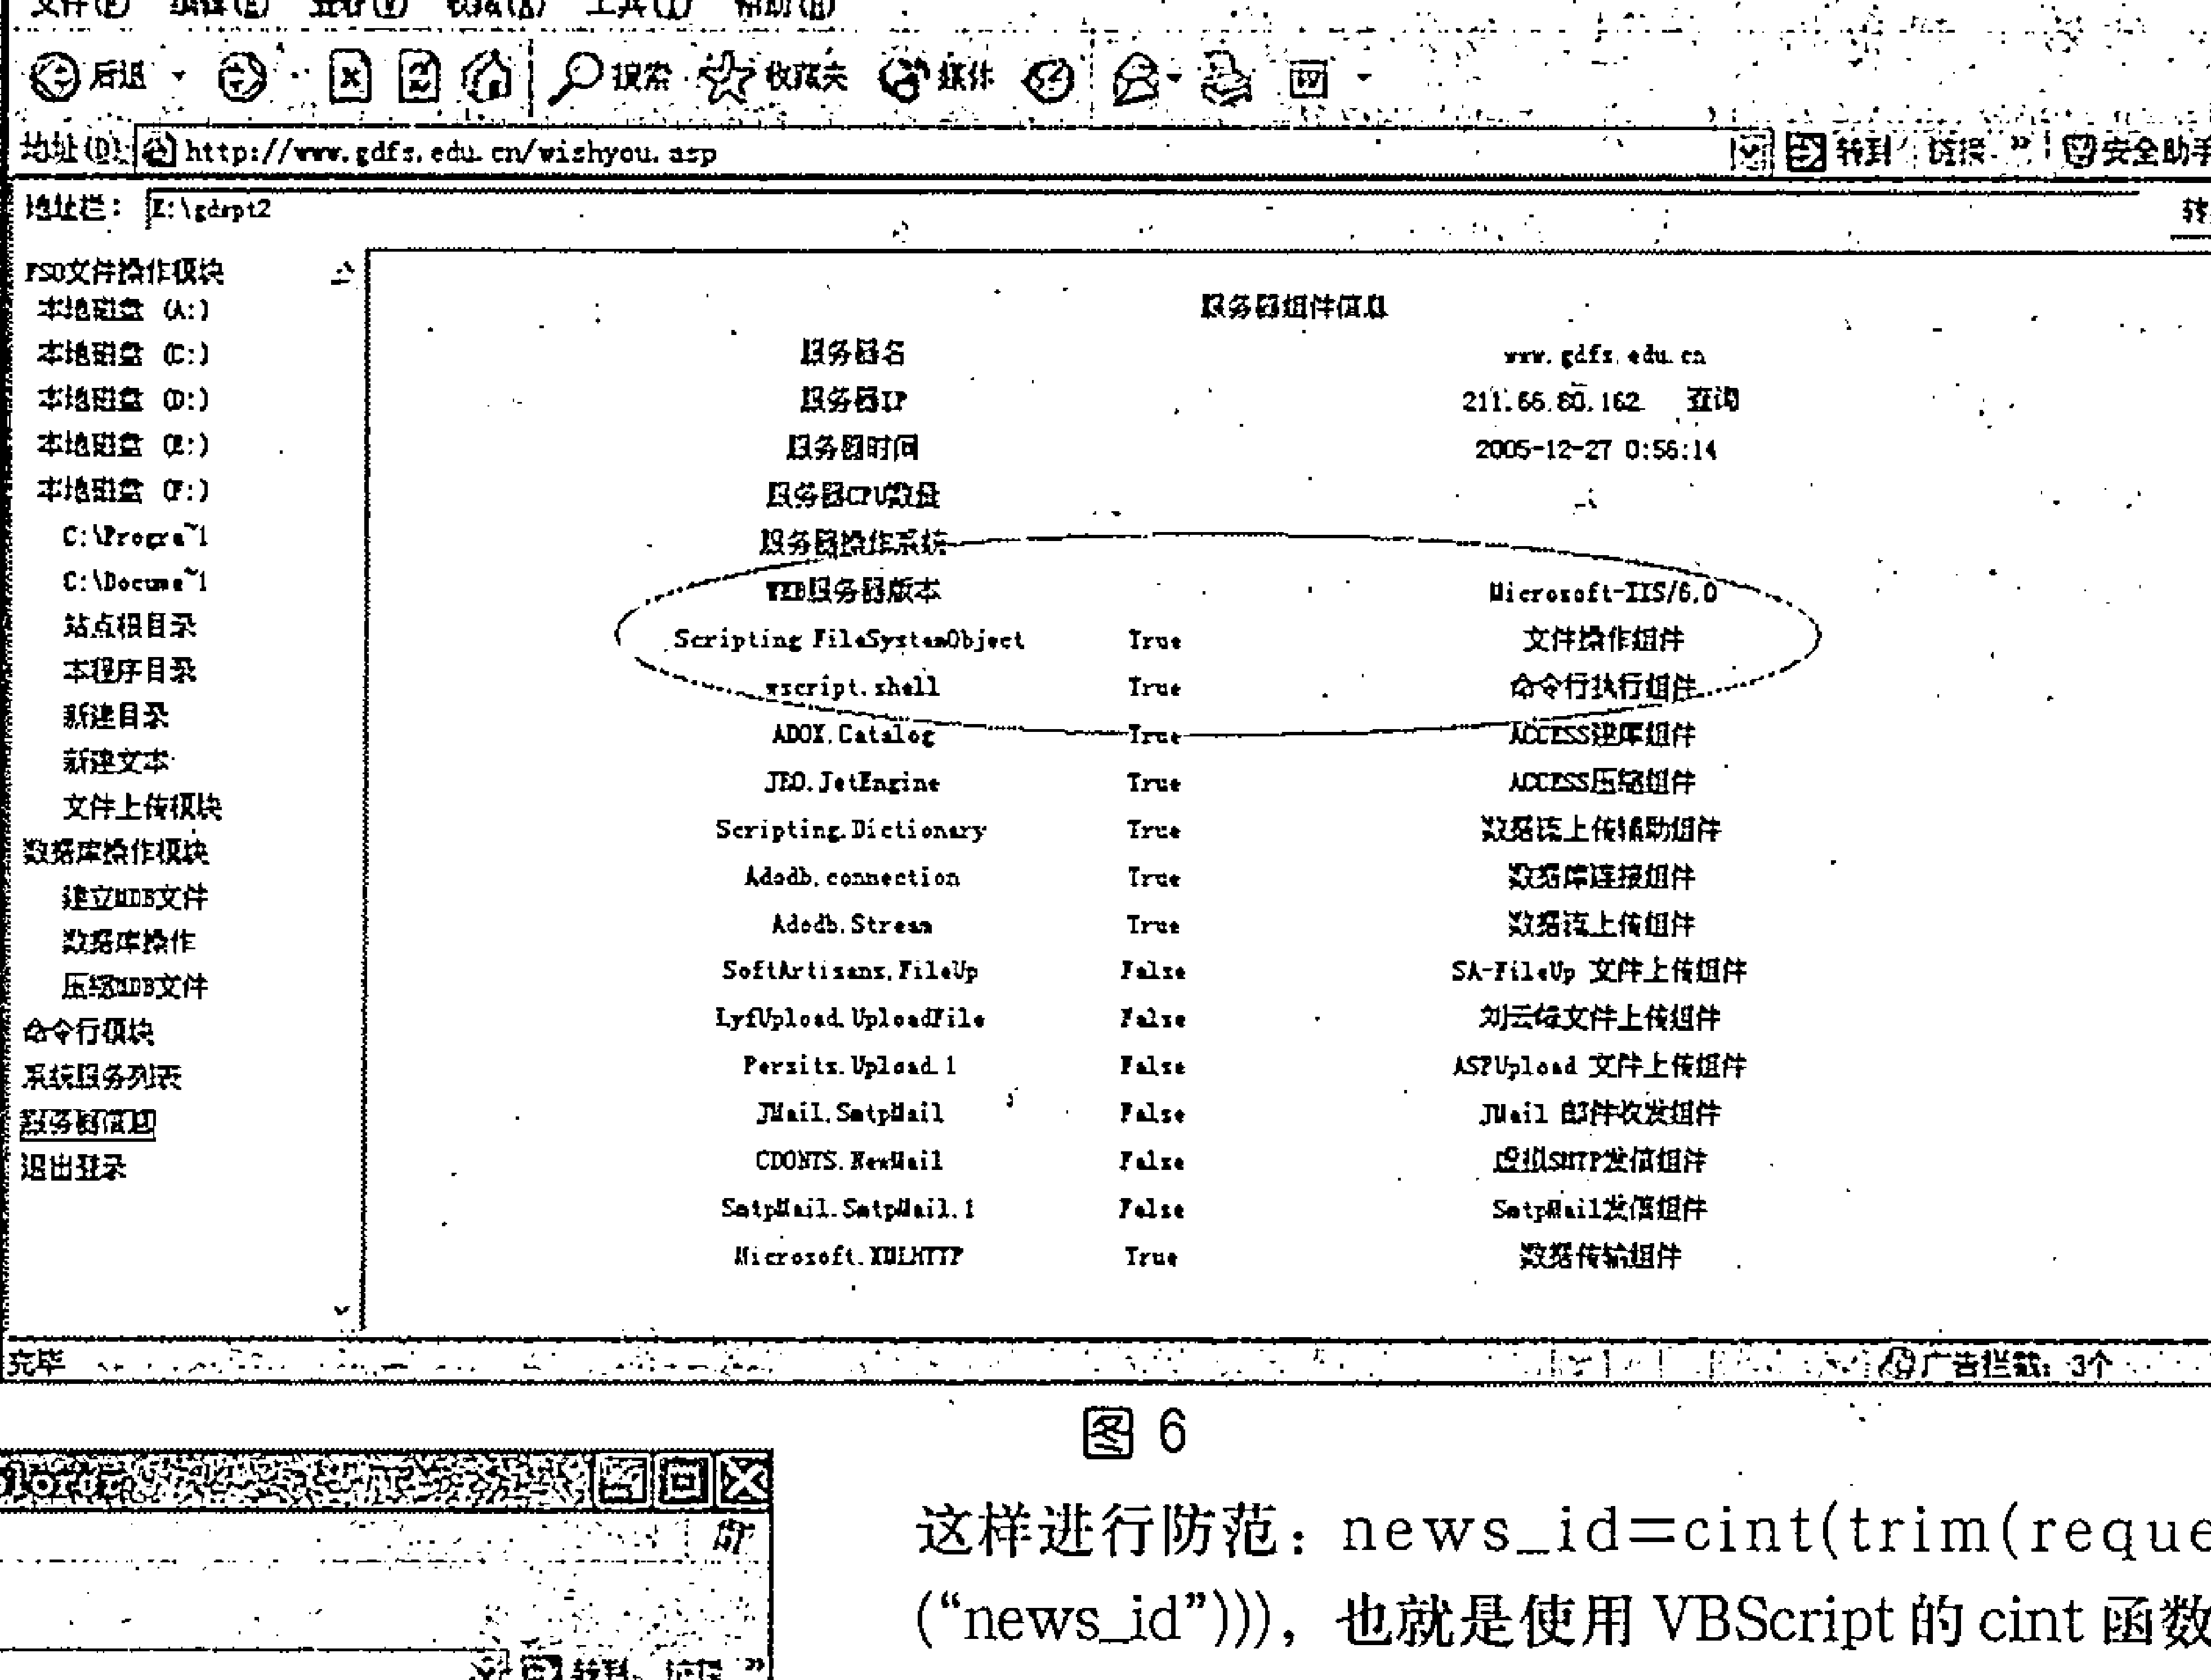 文件(F) 编辑(E) 查看(V) 收藏(A) 工具(T) 帮助(H)
后退 搜索 收藏夹 媒体
地址(D) http://www.gdfs.edu.cn/wishyou.asp 转到 链接 » 安全助手
地址栏： E:\gdrpt2 转
FSO文件操作模块
本地磁盘 (A:)
本地磁盘 (C:)
本地磁盘 (D:)
本地磁盘 (E:)
本地磁盘 (F:)
C:\Progra~1
C:\Docume~1
站点根目录
本程序目录
新建目录
新建文本
文件上传模块
数据库操作模块
建立MDB文件
数据库操作
压缩MDB文件
命令行模块
系统服务列表
服务器信息
退出登录
服务器组件信息
服务器名 www.gdfs.edu.cn
服务器IP 211.66.80.162 查询
服务器时间 2005-12-27 0:56:14
服务器CPU数量
服务器操作系统
WEB服务器版本 Microsoft-IIS/6.0
Scripting.FileSystemObject True 文件操作组件
wscript.shell True 命令行执行组件
ADOX.Catalog True ACCESS建库组件
JRO.JetEngine True ACCESS压缩组件
Scripting.Dictionary True 数据流上传辅助组件
Adodb.connection True 数据库连接组件
Adodb.Stream True 数据流上传组件
SoftArtisans.FileUp False SA-FileUp 文件上传组件
LyfUpload.UploadFile False 刘云峰文件上传组件
Persits.Upload.1 False ASPUpload 文件上传组件
JMail.SmtpMail False JMail 邮件收发组件
CDONTS.NewMail False 虚拟SMTP发信组件
SmtpMail.SmtpMail.1 False SmtpMail发信组件
Microsoft.XMLHTTP True 数据传输组件
完毕 广告拦截: 3个
图 6
plorer
转到 链接 »
这样进行防范：news_id=cint(trim(reque
(“news_id”)))，也就是使用 VBScript 的 cint 函数